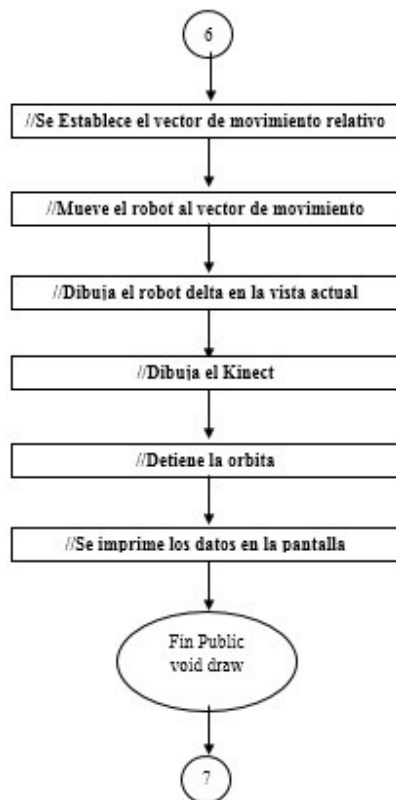 6
//Se Establece el vector de movimiento relativo
//Mueve el robot al vector de movimiento
//Dibuja el robot delta en la vista actual
//Dibuja el Kinect
//Detiene la orbita
//Se imprime los datos en la pantalla
Fin Public
void draw
7